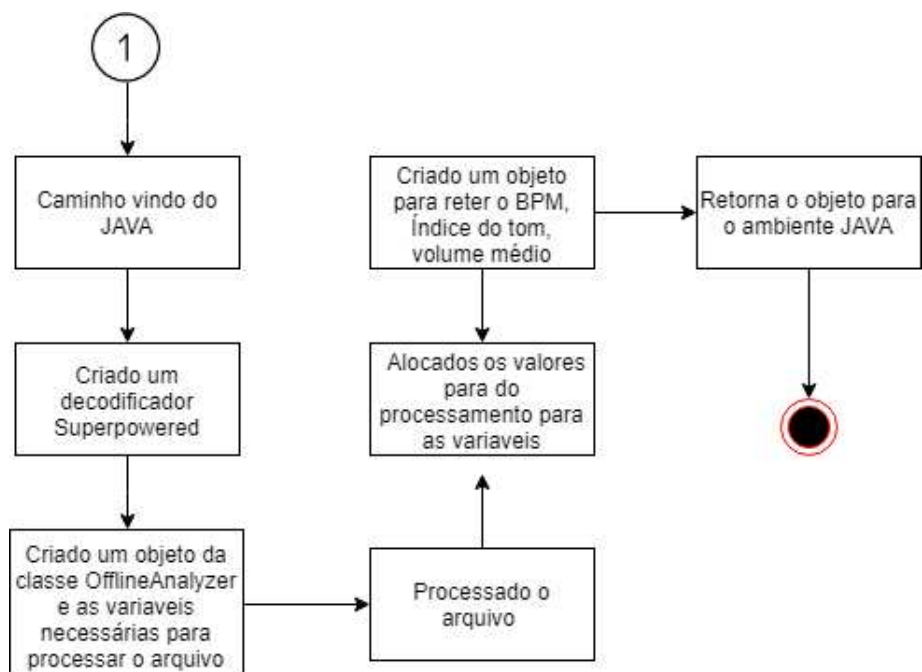 1
Caminho vindo do
JAVA
Criado um
decodificador
Superpowered
Criado um objeto da
classe OfflineAnalyzer
e as variaveis
necessárias para
processar o arquivo
Processado o
arquivo
Alocados os valores
para do
processamento para
as variaveis
Criado um objeto
para reter o BPM,
Índice do tom,
volume médio
Retorna o objeto para
o ambiente JAVA